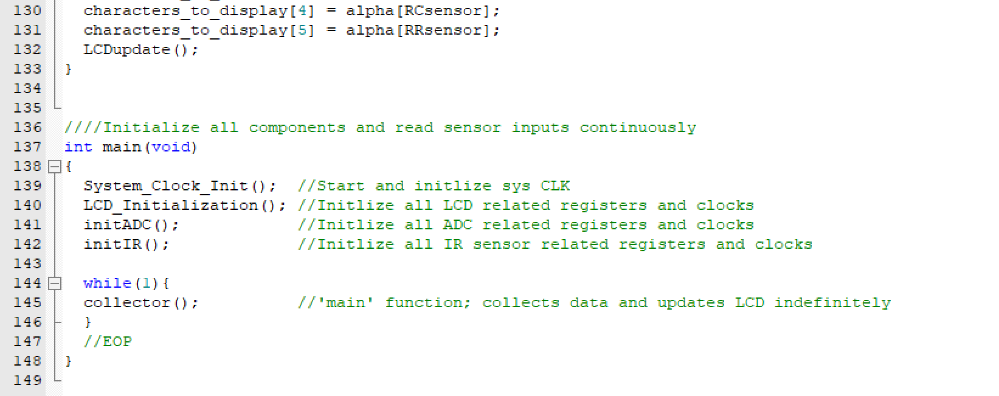 130 characters_to_display[4] = alpha[RCsensor];
131 characters_to_display[5] = alpha[RRsensor];
132 LCDupdate();
133 }
134
135
136 ////Initialize all components and read sensor inputs continuously
137 int main(void)
138 {
139 System_Clock_Init(); //Start and initlize sys CLK
140 LCD_Initialization(); //Initlize all LCD related registers and clocks
141 initADC(); //Initlize all ADC related registers and clocks
142 initIR(); //Initlize all IR sensor related registers and clocks
143
144 while(1){
145 collector(); //'main' function; collects data and updates LCD indefinitely
146 }
147 //EOP
148 }
149